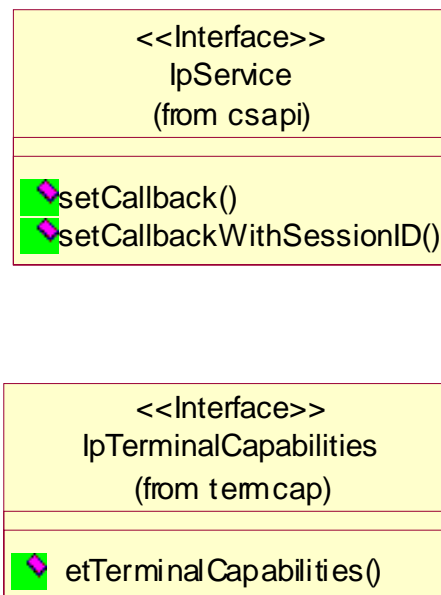 <<Interface>>
IpService
(from csapi)
setCallback()
setCallbackWithSessionID()
<<Interface>>
IpTerminalCapabilities
(from termcap)
etTerminalCapabilities()